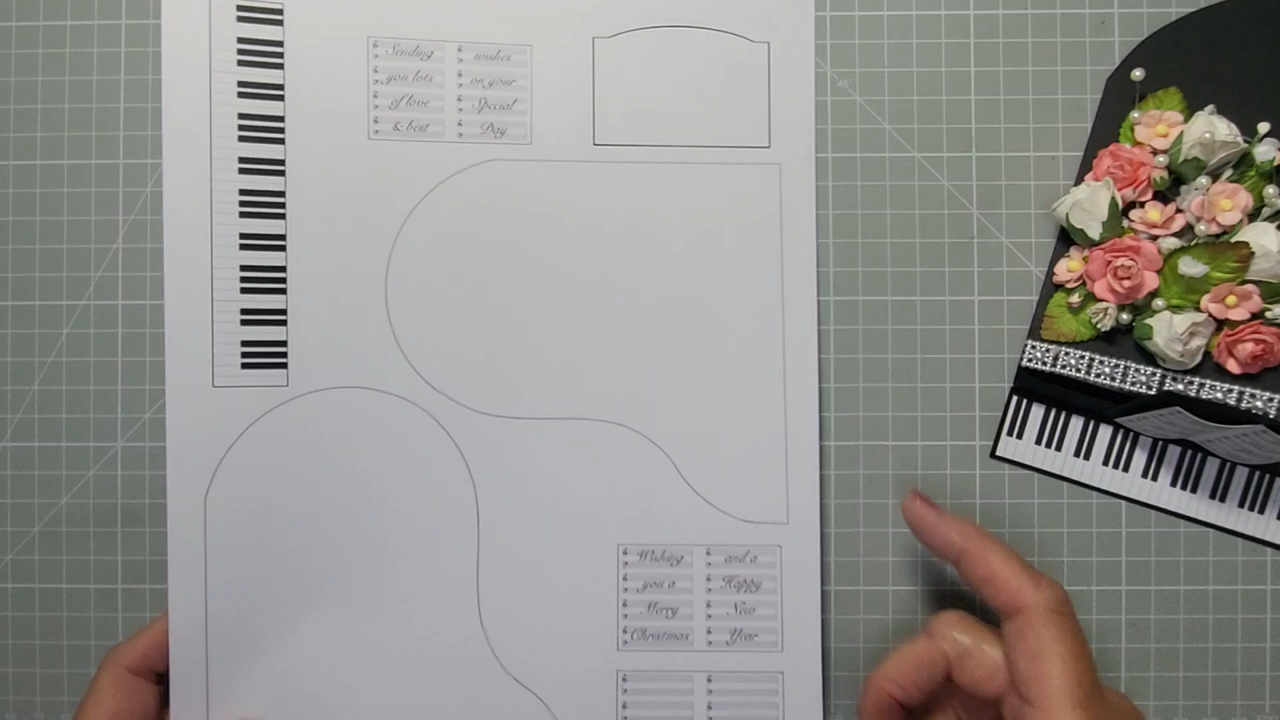 Sending
you lots
of love
& best
wishes
on your
Special
Day
Wishing
you a
Merry
Christmas
and a
Happy
New
Year